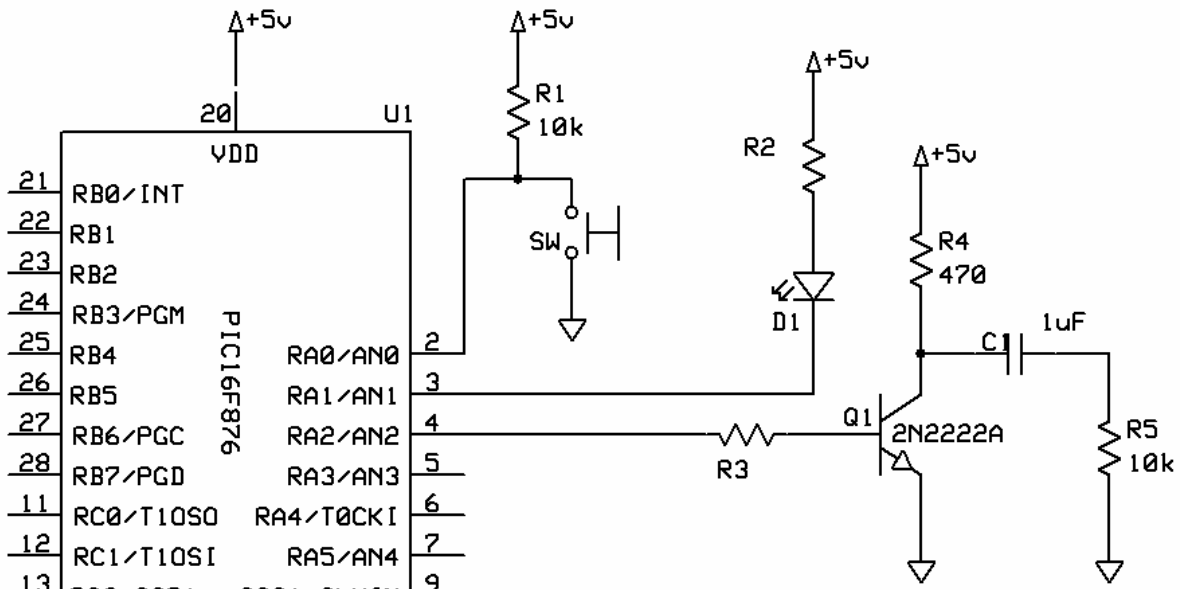 +5v
+5v
+5v
+5v
20
U1
VDD
R1
10k
R2
SW
R4
470
D1
C1
1uF
Q1
2N2222A
R3
R5
10k
PIC16F876
21 RB0/INT
22 RB1
23 RB2
24 RB3/PGM
25 RB4
26 RB5
27 RB6/PGC
28 RB7/PGD
11 RC0/T1OSO
12 RC1/T1OSI
13
RA0/AN0 2
RA1/AN1 3
RA2/AN2 4
RA3/AN3 5
RA4/T0CKI 6
RA5/AN4 7
9